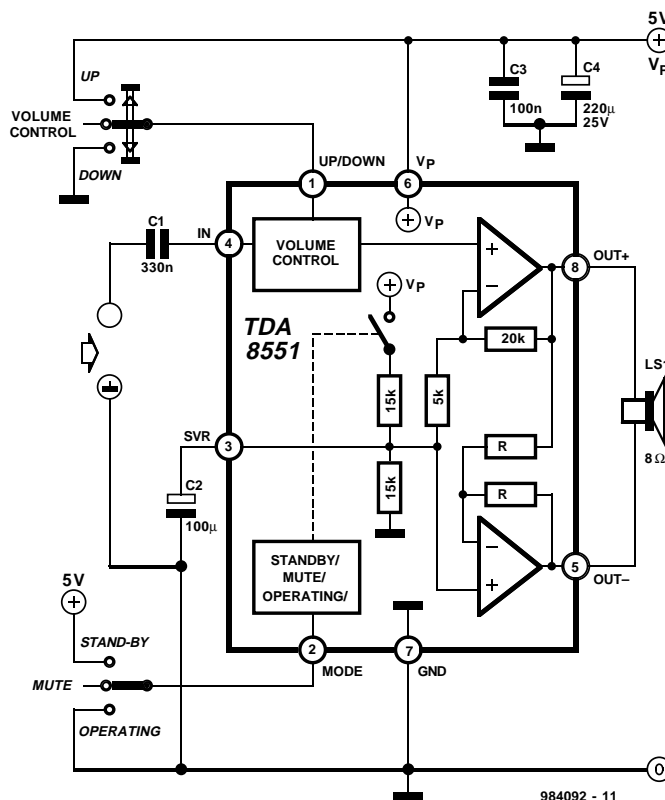 5V
VP
UP
VOLUME
CONTROL
DOWN
C3
100n
C4
220µ
25V
UP/DOWN
VP
1
6
VP
C1
330n
IN
4
VOLUME
CONTROL
8
OUT+
VP
TDA
8551
20k
LS1
15k
5k
SVR
3
8Ω
R
15k
R
C2
100µ
STANDBY/
MUTE/
OPERATING/
5
OUT–
5V
STAND-BY
MUTE
OPERATING
2
7
MODE
GND
0
984092 - 11